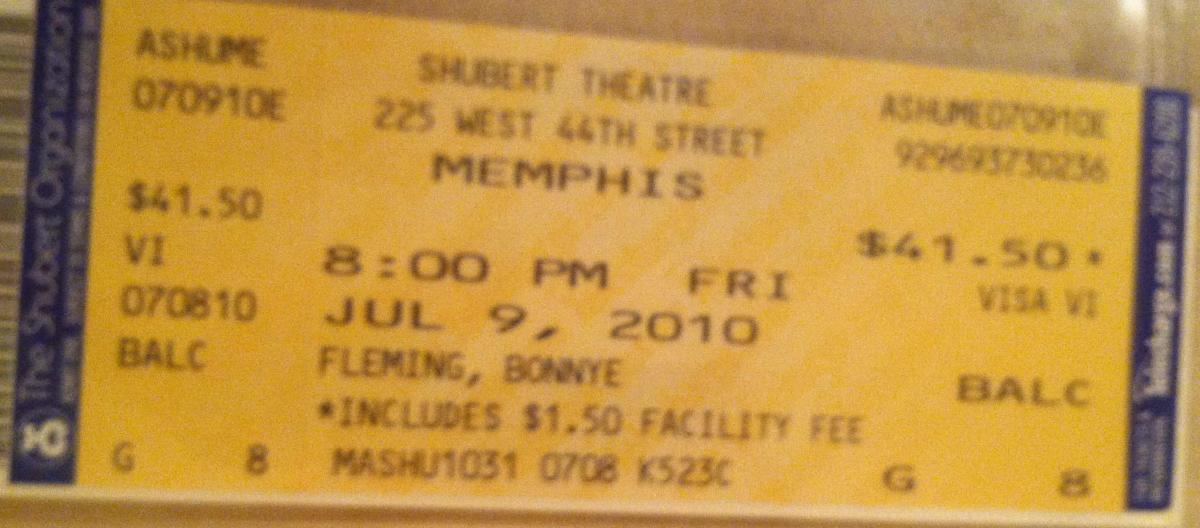 The Shubert Organization
ASHUME
070910E
$41.50
VI
070810
BALC
G 8
SHUBERT THEATRE
225 WEST 44TH STREET
MEMPHIS
8:00 PM FRI
JUL 9, 2010
FLEMING, BONNYE
*INCLUDES $1.50 FACILITY FEE
MASHU1031 0708 K523C
ASHUME070910E
929693730236
$41.50*
VISA VI
BALC
G 8